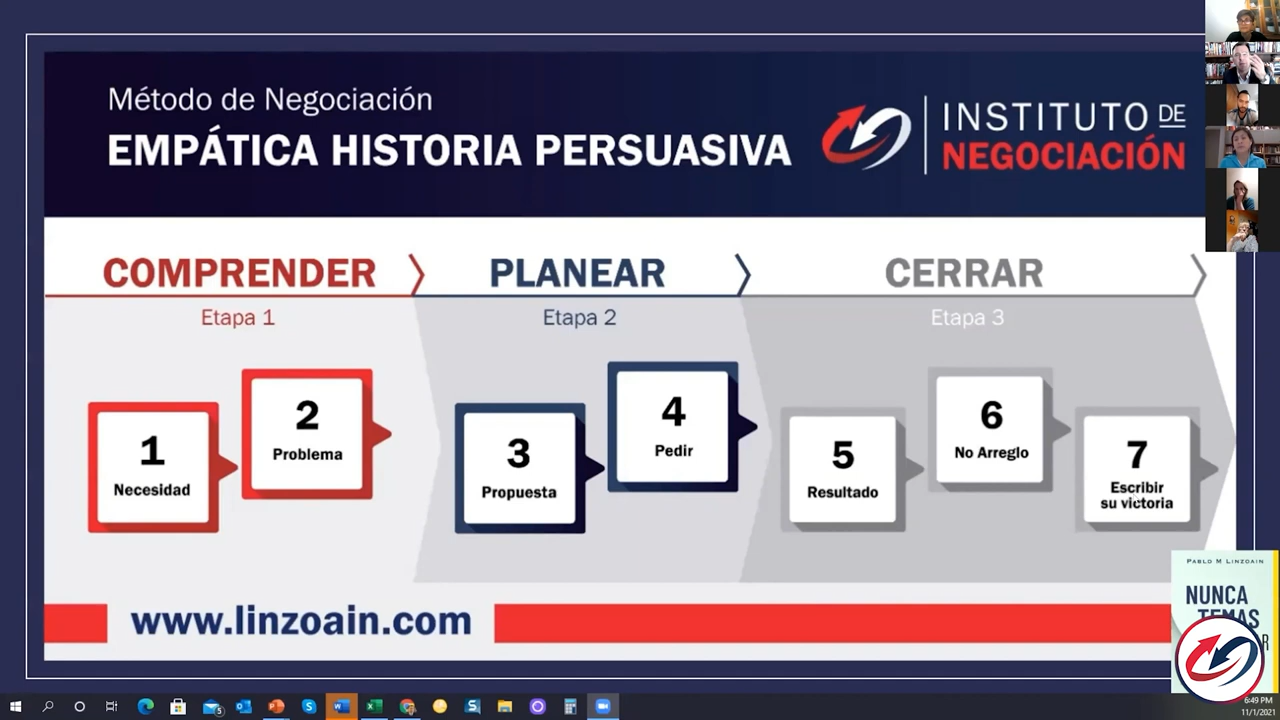 Método de Negociación
EMPÁTICA HISTORIA PERSUASIVA
INSTITUTO DE
NEGOCIACIÓN
COMPRENDER
Etapa 1
PLANEAR
Etapa 2
CERRAR
Etapa 3
1
Necesidad
2
Problema
3
Propuesta
4
Pedir
5
Resultado
6
No Arreglo
7
Escribir
su victoria
www.linzoain.com
PABLO M LINZOAIN
NUNCA
TEMAS
6:49 PM
11/1/2021